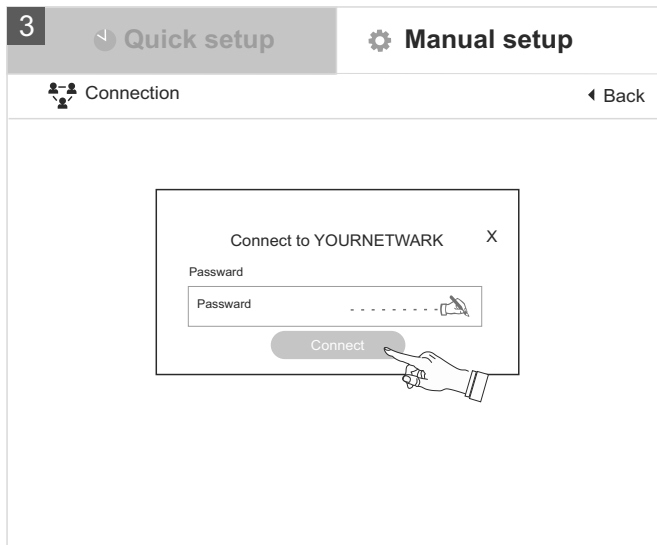 3
Quick setup
Manual setup
Connection
Back
Connect to YOURNETWARK X
Passward
Passward
Connect